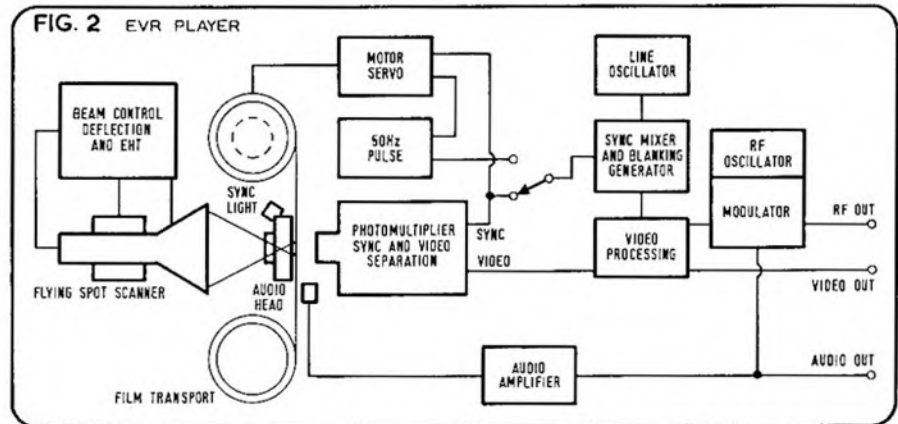 FIG. 2 EVR PLAYER
BEAM CONTROL
DEFLECTION
AND EHT
MOTOR
SERVO
50Hz
PULSE
LINE
OSCILLATOR
SYNC MIXER
AND BLANKING
GENERATOR
RF
OSCILLATOR
MODULATOR
RF OUT
SYNC
LIGHT
PHOTOMULTIPLIER
SYNC AND VIDEO
SEPARATION
SYNC
VIDEO
VIDEO
PROCESSING
VIDEO OUT
FLYING SPOT SCANNER
AUDIO
HEAD
AUDIO
AMPLIFIER
AUDIO OUT
FILM TRANSPORT